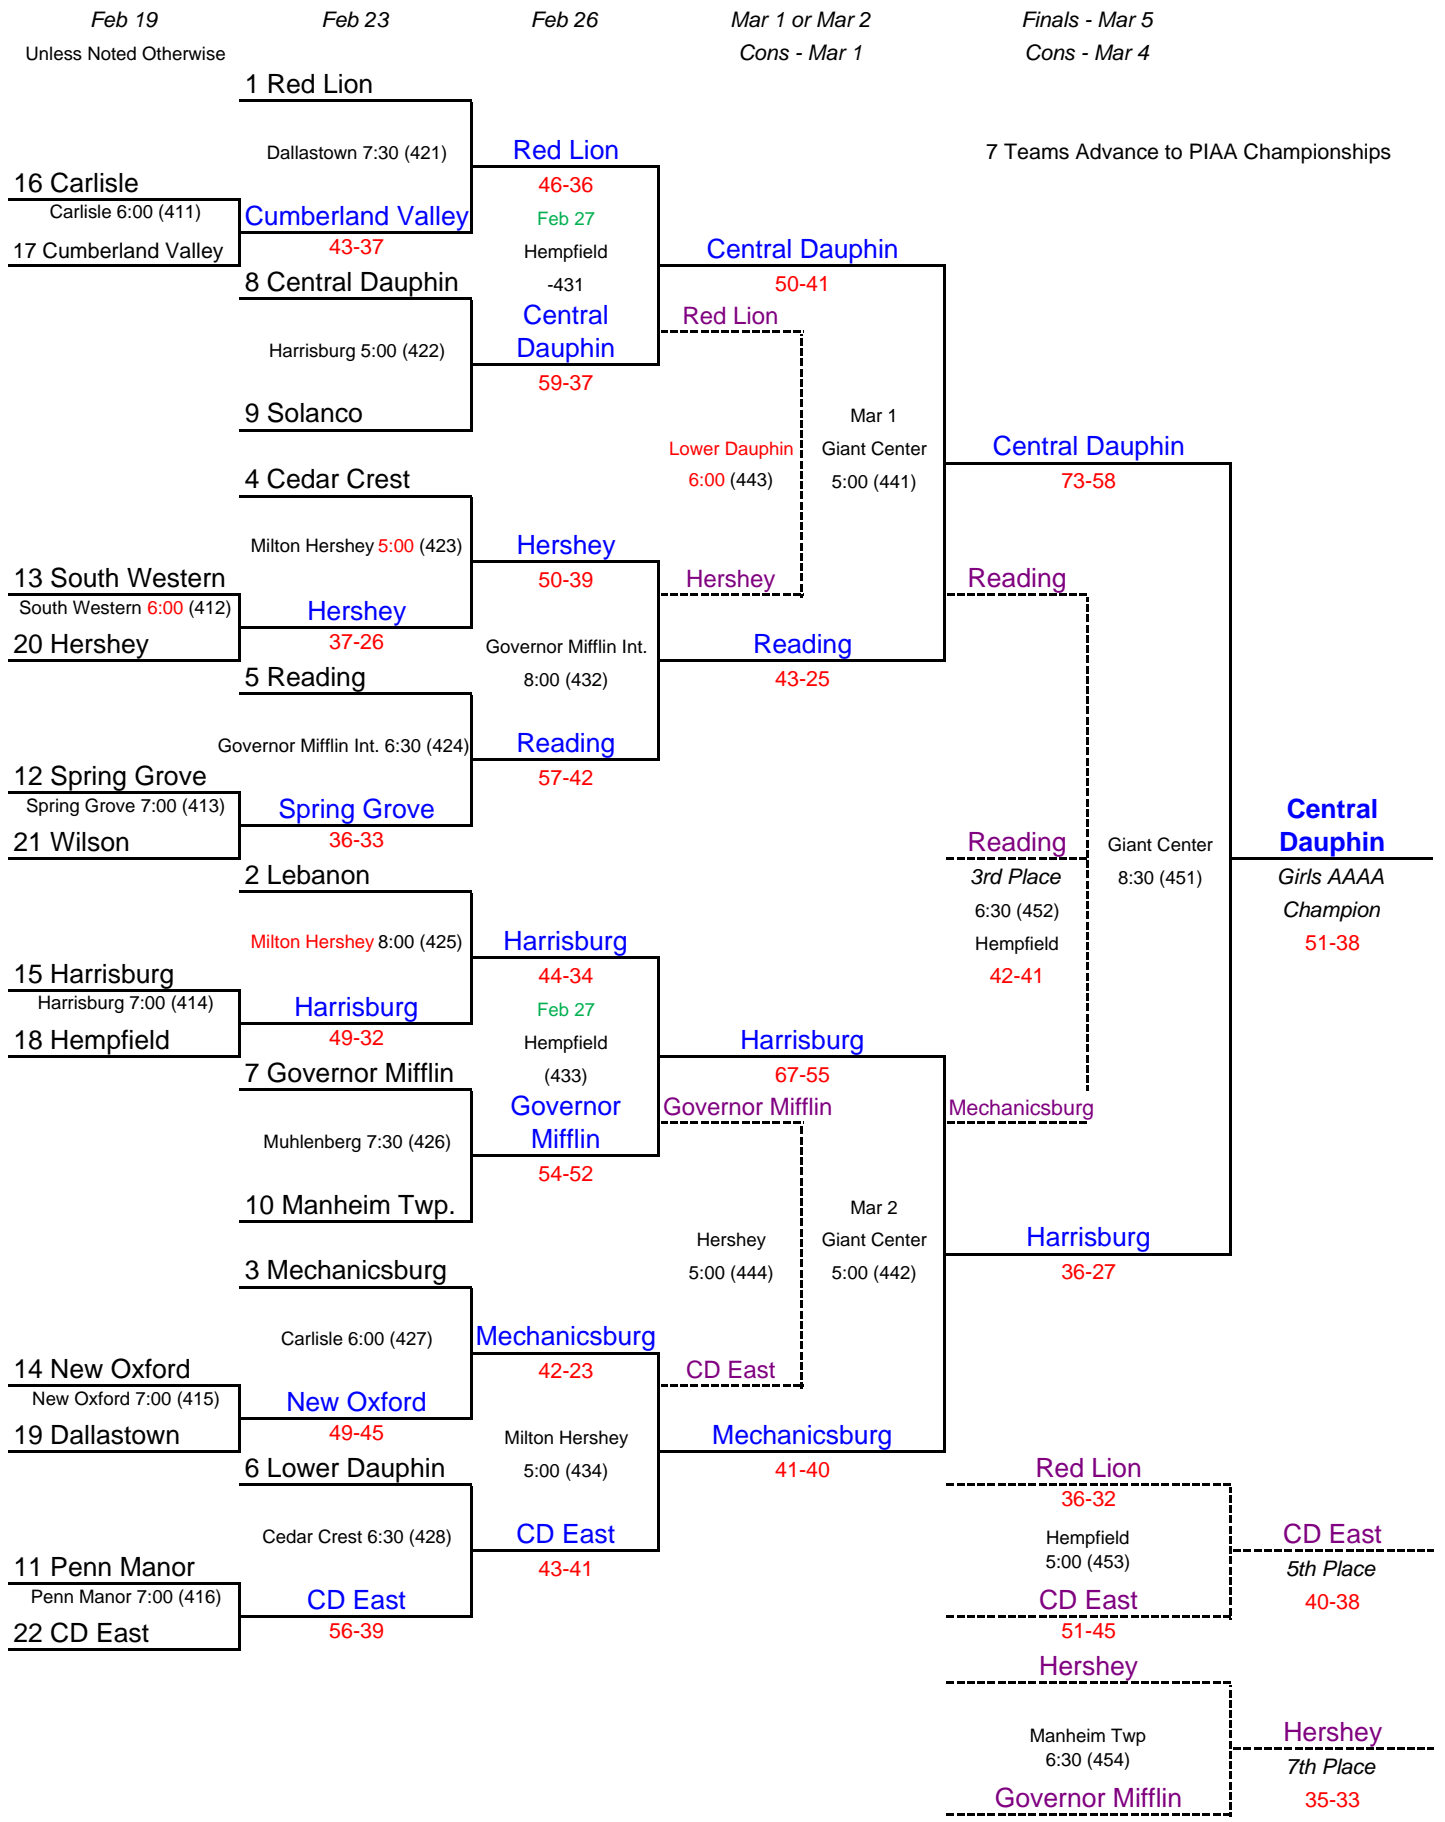 Feb 19
Feb 23
Feb 26
Mar 1 or Mar 2
Finals - Mar 5
Unless Noted Otherwise
Cons - Mar 1
Cons - Mar 4
7 Teams Advance to PIAA Championships
16 Carlisle
Carlisle 6:00 (411)
17 Cumberland Valley
13 South Western
South Western 6:00 (412)
20 Hershey
12 Spring Grove
Spring Grove 7:00 (413)
21 Wilson
15 Harrisburg
Harrisburg 7:00 (414)
18 Hempfield
14 New Oxford
New Oxford 7:00 (415)
19 Dallastown
11 Penn Manor
Penn Manor 7:00 (416)
22 CD East
1 Red Lion
Dallastown 7:30 (421)
Cumberland Valley
43-37
8 Central Dauphin
Harrisburg 5:00 (422)
9 Solanco
4 Cedar Crest
Milton Hershey 5:00 (423)
Hershey
37-26
5 Reading
Governor Mifflin Int. 6:30 (424)
Spring Grove
36-33
2 Lebanon
Milton Hershey 8:00 (425)
Harrisburg
49-32
7 Governor Mifflin
Muhlenberg 7:30 (426)
10 Manheim Twp.
3 Mechanicsburg
Carlisle 6:00 (427)
New Oxford
49-45
6 Lower Dauphin
Cedar Crest 6:30 (428)
CD East
56-39
Red Lion
46-36
Feb 27
Hempfield
-431
Central
Dauphin
59-37
Hershey
50-39
Governor Mifflin Int.
8:00 (432)
Reading
57-42
Harrisburg
44-34
Feb 27
Hempfield
(433)
Governor
Mifflin
54-52
Mechanicsburg
42-23
Milton Hershey
5:00 (434)
CD East
43-41
Central Dauphin
50-41
Red Lion
Lower Dauphin
6:00 (443)
Mar 1
Giant Center
5:00 (441)
Hershey
Reading
43-25
Harrisburg
67-55
Governor Mifflin
Hershey
5:00 (444)
Mar 2
Giant Center
5:00 (442)
CD East
Mechanicsburg
41-40
Central Dauphin
73-58
Reading
Reading
3rd Place
6:30 (452)
Hempfield
42-41
Giant Center
8:30 (451)
Mechanicsburg
Harrisburg
36-27
Central
Dauphin
Girls AAAA
Champion
51-38
Red Lion
36-32
Hempfield
5:00 (453)
CD East
51-45
CD East
5th Place
40-38
Hershey
Manheim Twp
6:30 (454)
Governor Mifflin
Hershey
7th Place
35-33